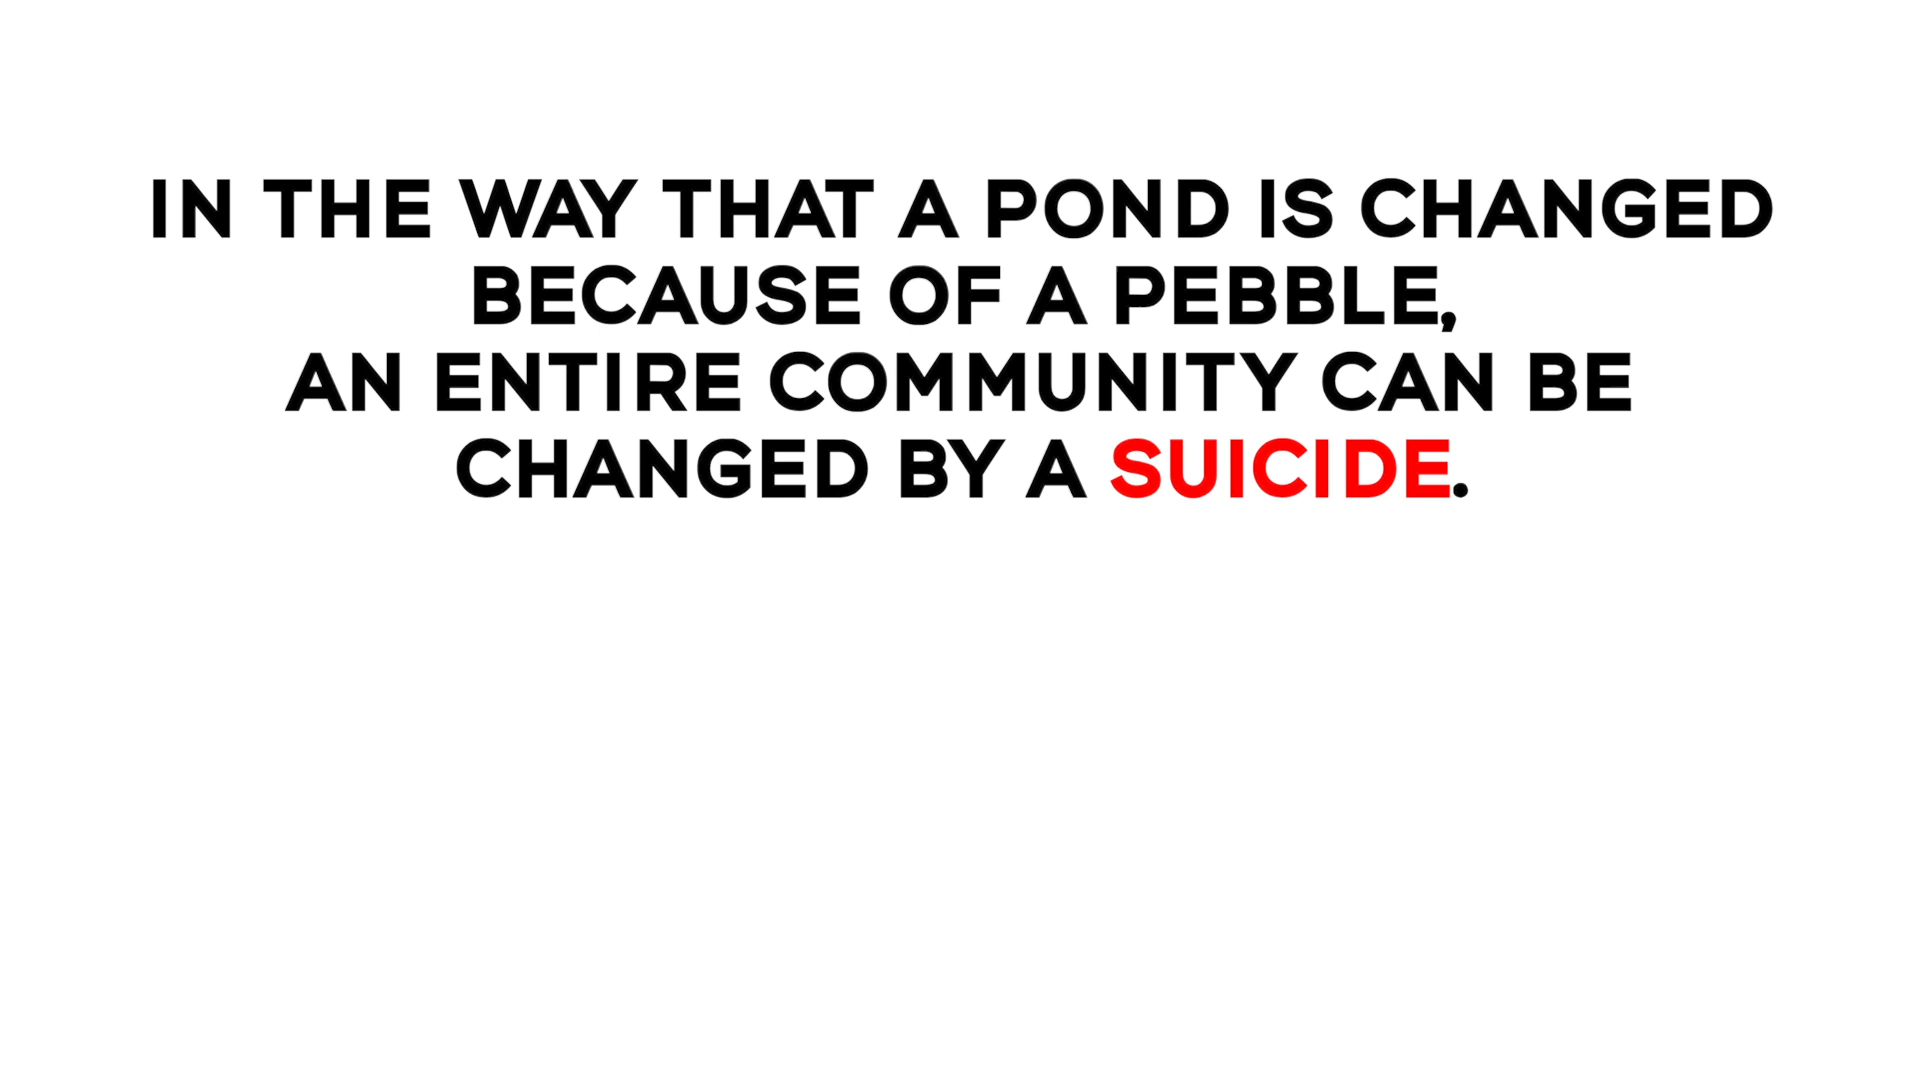 IN THE WAY THAT A POND IS CHANGED
BECAUSE OF A PEBBLE,
AN ENTIRE COMMUNITY CAN BE
CHANGED BY A SUICIDE.